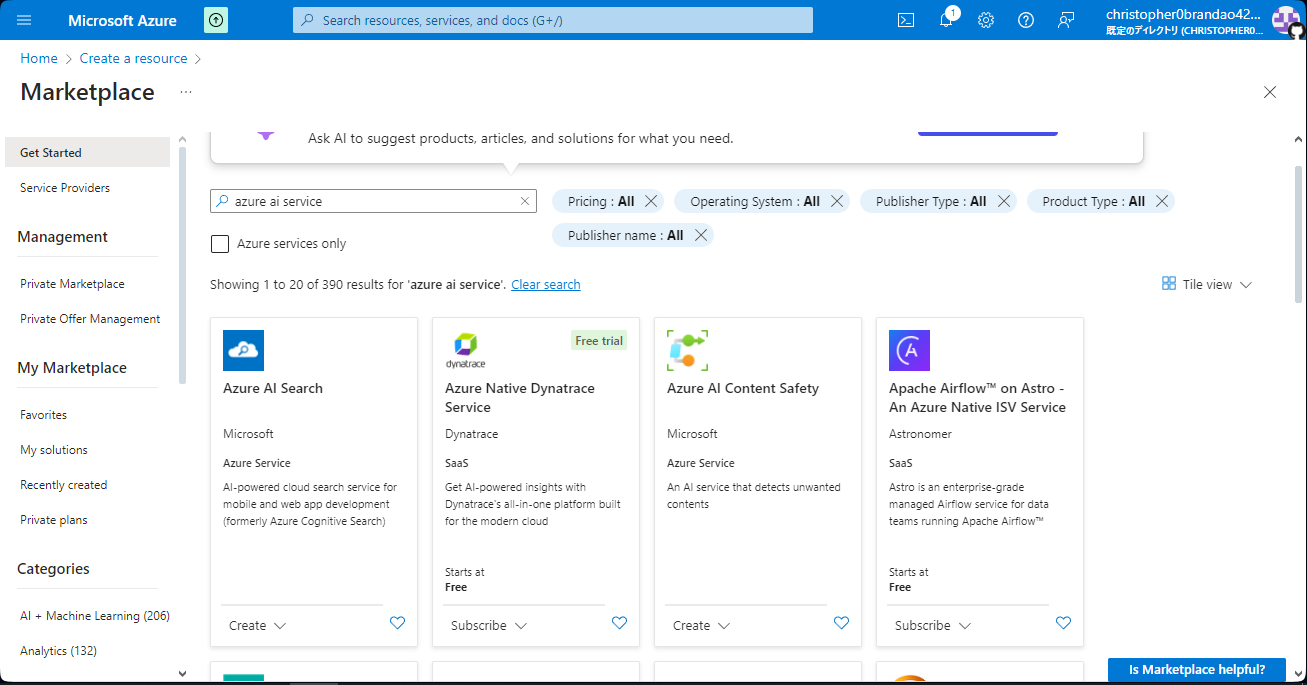 Microsoft Azure
Search resources, services, and docs (G+/)
1
christopher0brandao42...
既定のディレクトリ (CHRISTOPHER0...
Home > Create a resource >
Marketplace ...
Get Started
Service Providers
Management
Private Marketplace
Private Offer Management
My Marketplace
Favorites
My solutions
Recently created
Private plans
Categories
AI + Machine Learning (206)
Analytics (132)
Ask AI to suggest products, articles, and solutions for what you need.
azure ai service
Pricing : All
Operating System : All
Publisher Type : All
Product Type : All
Publisher name : All
Azure services only
Showing 1 to 20 of 390 results for 'azure ai service'. Clear search
Tile view
Azure AI Search
Microsoft
Azure Service
AI-powered cloud search service for
mobile and web app development
(formerly Azure Cognitive Search)
Create
dynatrace
Free trial
Azure Native Dynatrace
Service
Dynatrace
SaaS
Get AI-powered insights with
Dynatrace's all-in-one platform built
for the modern cloud
Starts at
Free
Subscribe
Azure AI Content Safety
Microsoft
Azure Service
An AI service that detects unwanted
contents
Create
Apache Airflow™ on Astro -
An Azure Native ISV Service
Astronomer
SaaS
Astro is an enterprise-grade
managed Airflow service for data
teams running Apache Airflow™
Starts at
Free
Subscribe
Is Marketplace helpful?